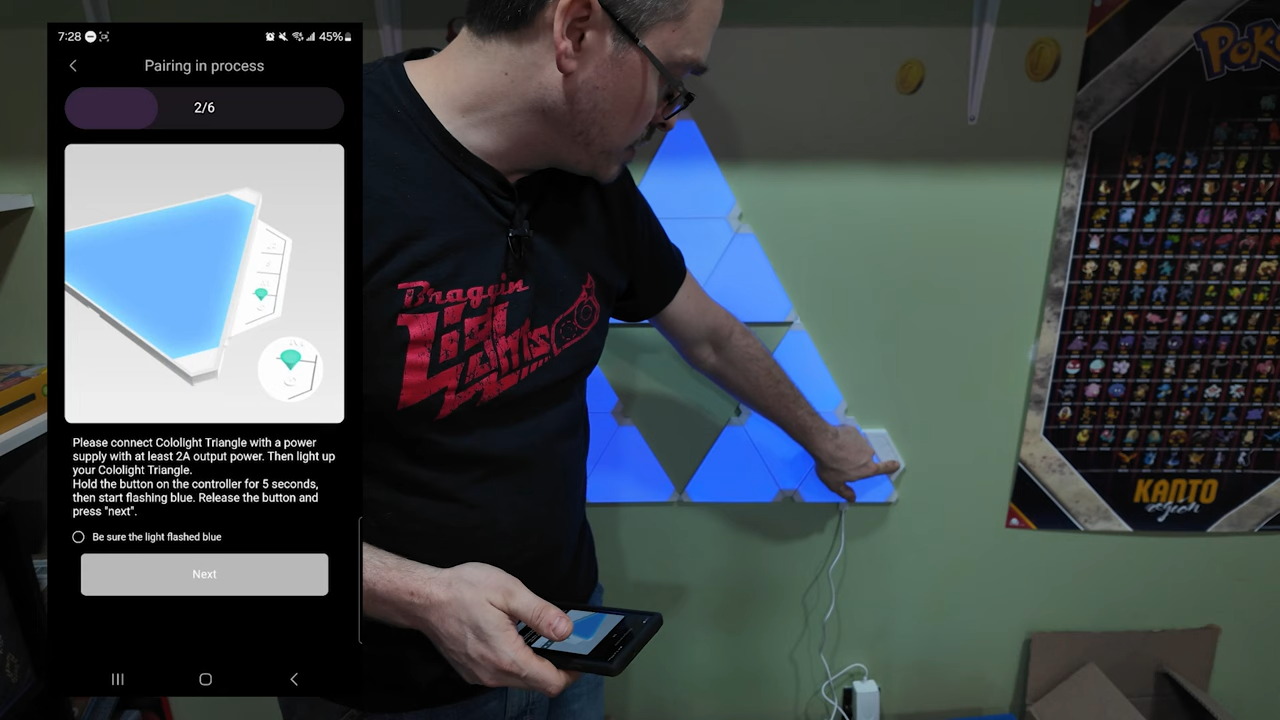 7:28
45%
Pairing in process
2/6
Please connect Cololight Triangle with a power
supply with at least 2A output power. Then light up
your Cololight Triangle.
Hold the button on the controller for 5 seconds,
then start flashing blue. Release the button and
press "next".
Be sure the light flashed blue
Next
Braggin
KANTO
region